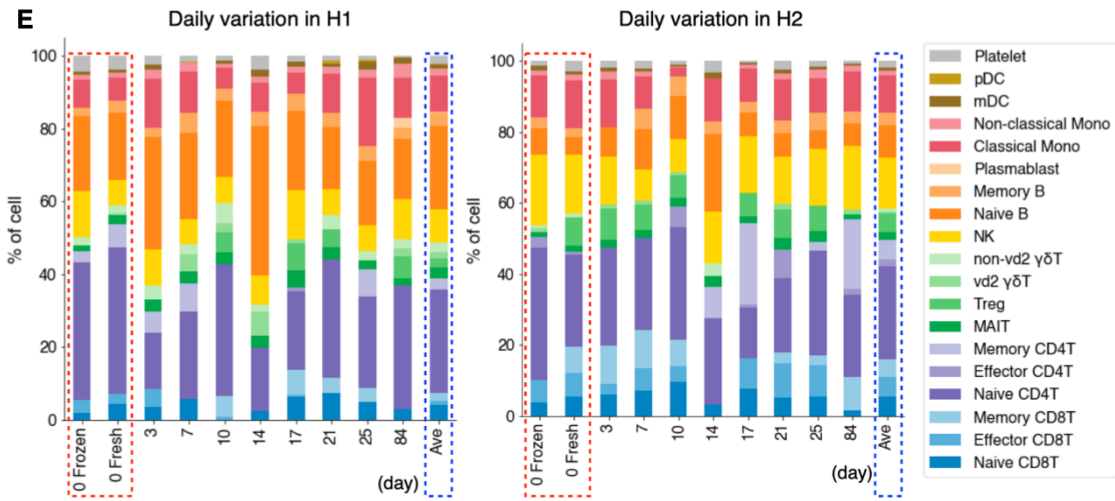 E
Daily variation in H1
Daily variation in H2
% of cell
100
80
60
40
20
0
0 Frozen
0 Fresh
3
7
10
14
17
21
25
84
Ave
(day)
% of cell
100
80
60
40
20
0
0 Frozen
0 Fresh
3
7
10
14
17
21
25
84
Ave
(day)
Platelet
pDC
mDC
Non-classical Mono
Classical Mono
Plasmablast
Memory B
Naive B
NK
non-vd2 γδT
vd2 γδT
Treg
MAIT
Memory CD4T
Effector CD4T
Naive CD4T
Memory CD8T
Effector CD8T
Naive CD8T